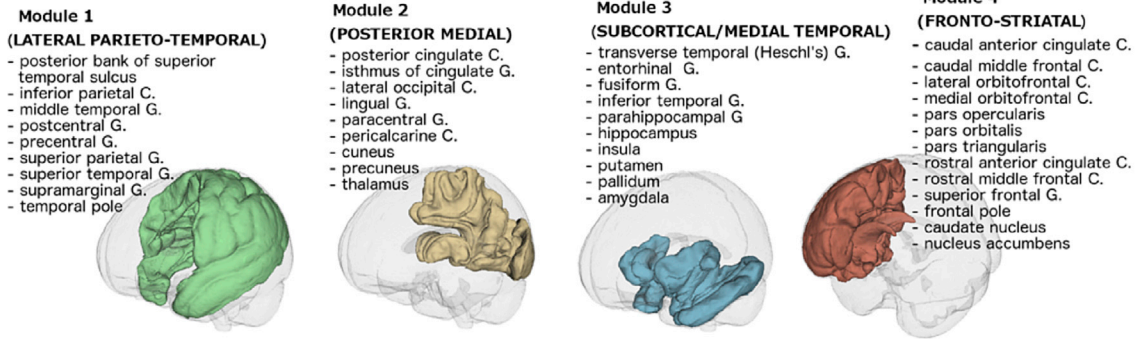 Module 1
(LATERAL PARIETO-TEMPORAL)
- posterior bank of superior
temporal sulcus
- inferior parietal C.
- middle temporal G.
- postcentral G.
- precentral G.
- superior parietal G.
- superior temporal G.
- supramarginal G.
- temporal pole
Module 2
(POSTERIOR MEDIAL)
- posterior cingulate C.
- isthmus of cingulate G.
- lateral occipital C.
- lingual G.
- paracentral G.
- pericalcarine C.
- cuneus
- precuneus
- thalamus
Module 3
(SUBCORTICAL/MEDIAL TEMPORAL)
- transverse temporal (Heschl's) G.
- entorhinal G.
- fusiform G.
- inferior temporal G.
- parahippocampal G
- hippocampus
- insula
- putamen
- pallidum
- amygdala
Module 4
(FRONTO-STRIATAL)
- caudal anterior cingulate C.
- caudal middle frontal C.
- lateral orbitofrontal C.
- medial orbitofrontal C.
- pars opercularis
- pars orbitalis
- pars triangularis
- rostral anterior cingulate C.
- rostral middle frontal C.
- superior frontal G.
- frontal pole
- caudate nucleus
- nucleus accumbens